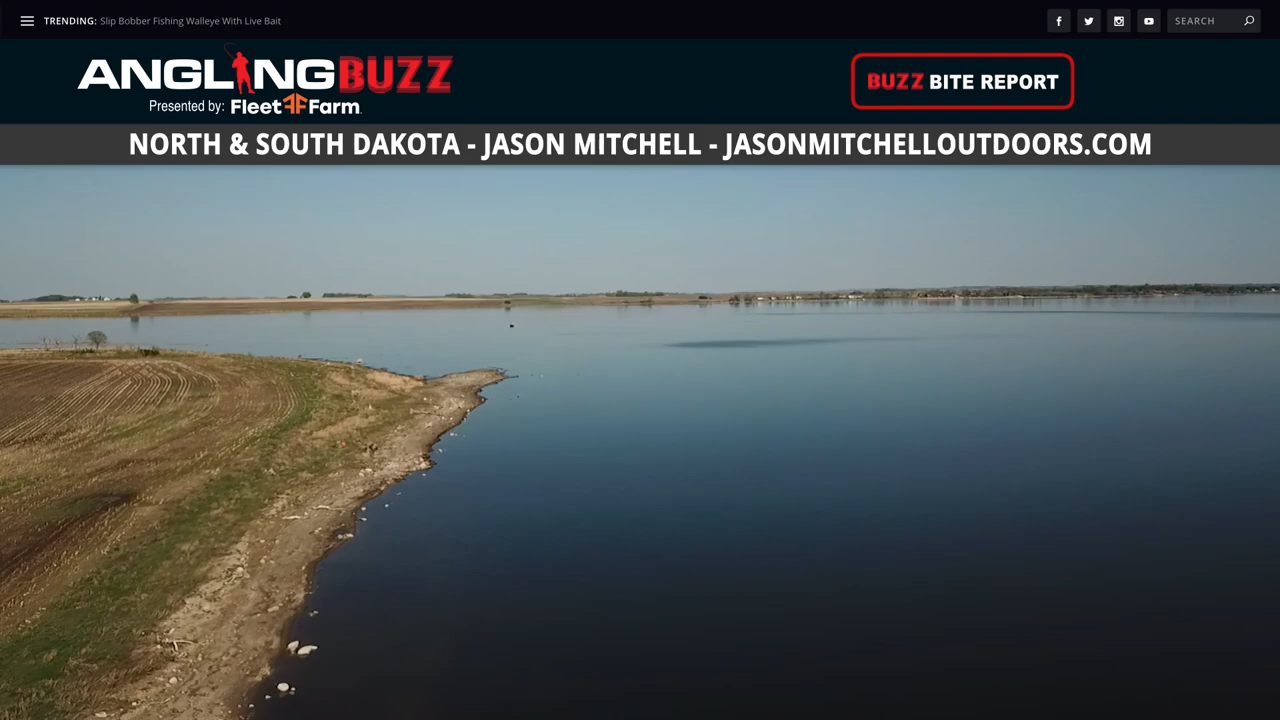 TRENDING: Slip Bobber Fishing Walleye With Live Bait
SEARCH
ANGLINGBUZZ
Presented by: Fleet Farm
BUZZ BITE REPORT
NORTH & SOUTH DAKOTA - JASON MITCHELL - JASONMITCHELLOUTDOORS.COM